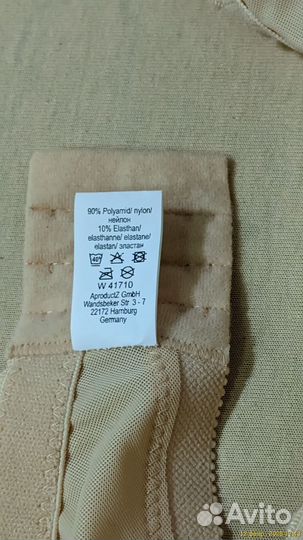 90% Polyamid/ nylon/
нейлон
10% Elasthan/
elasthanne/ elastane/
elastan/ эластан
40°
W 41710
AproductZ GmbH
Wandsbeker Str 3 - 7
22172 Hamburg
Germany
Avito